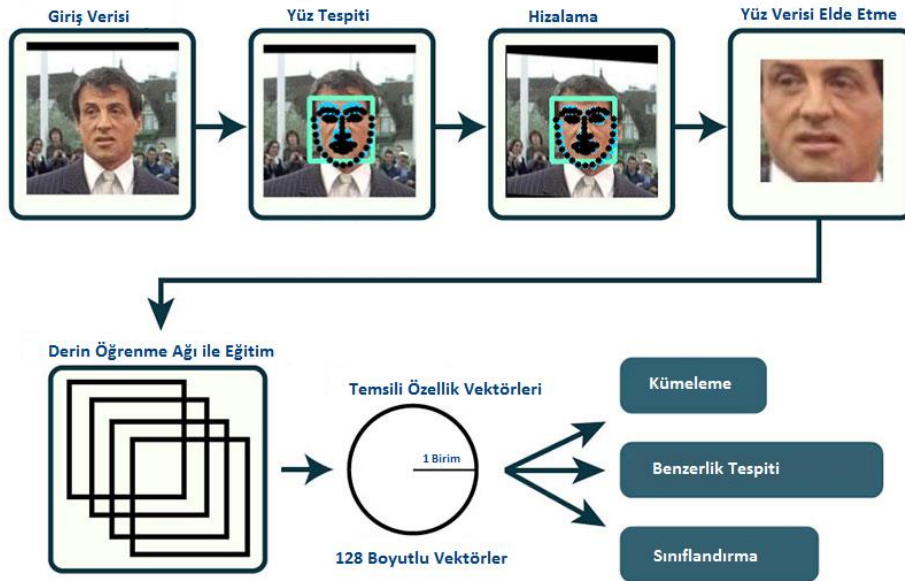 Giriş Verisi
Yüz Tespiti
Hizalama
Yüz Verisi Elde Etme
Derin Öğrenme Ağı ile Eğitim
Temsili Özellik Vektörleri
1 Birim
128 Boyutlu Vektörler
Kümeleme
Benzerlik Tespiti
Sınıflandırma